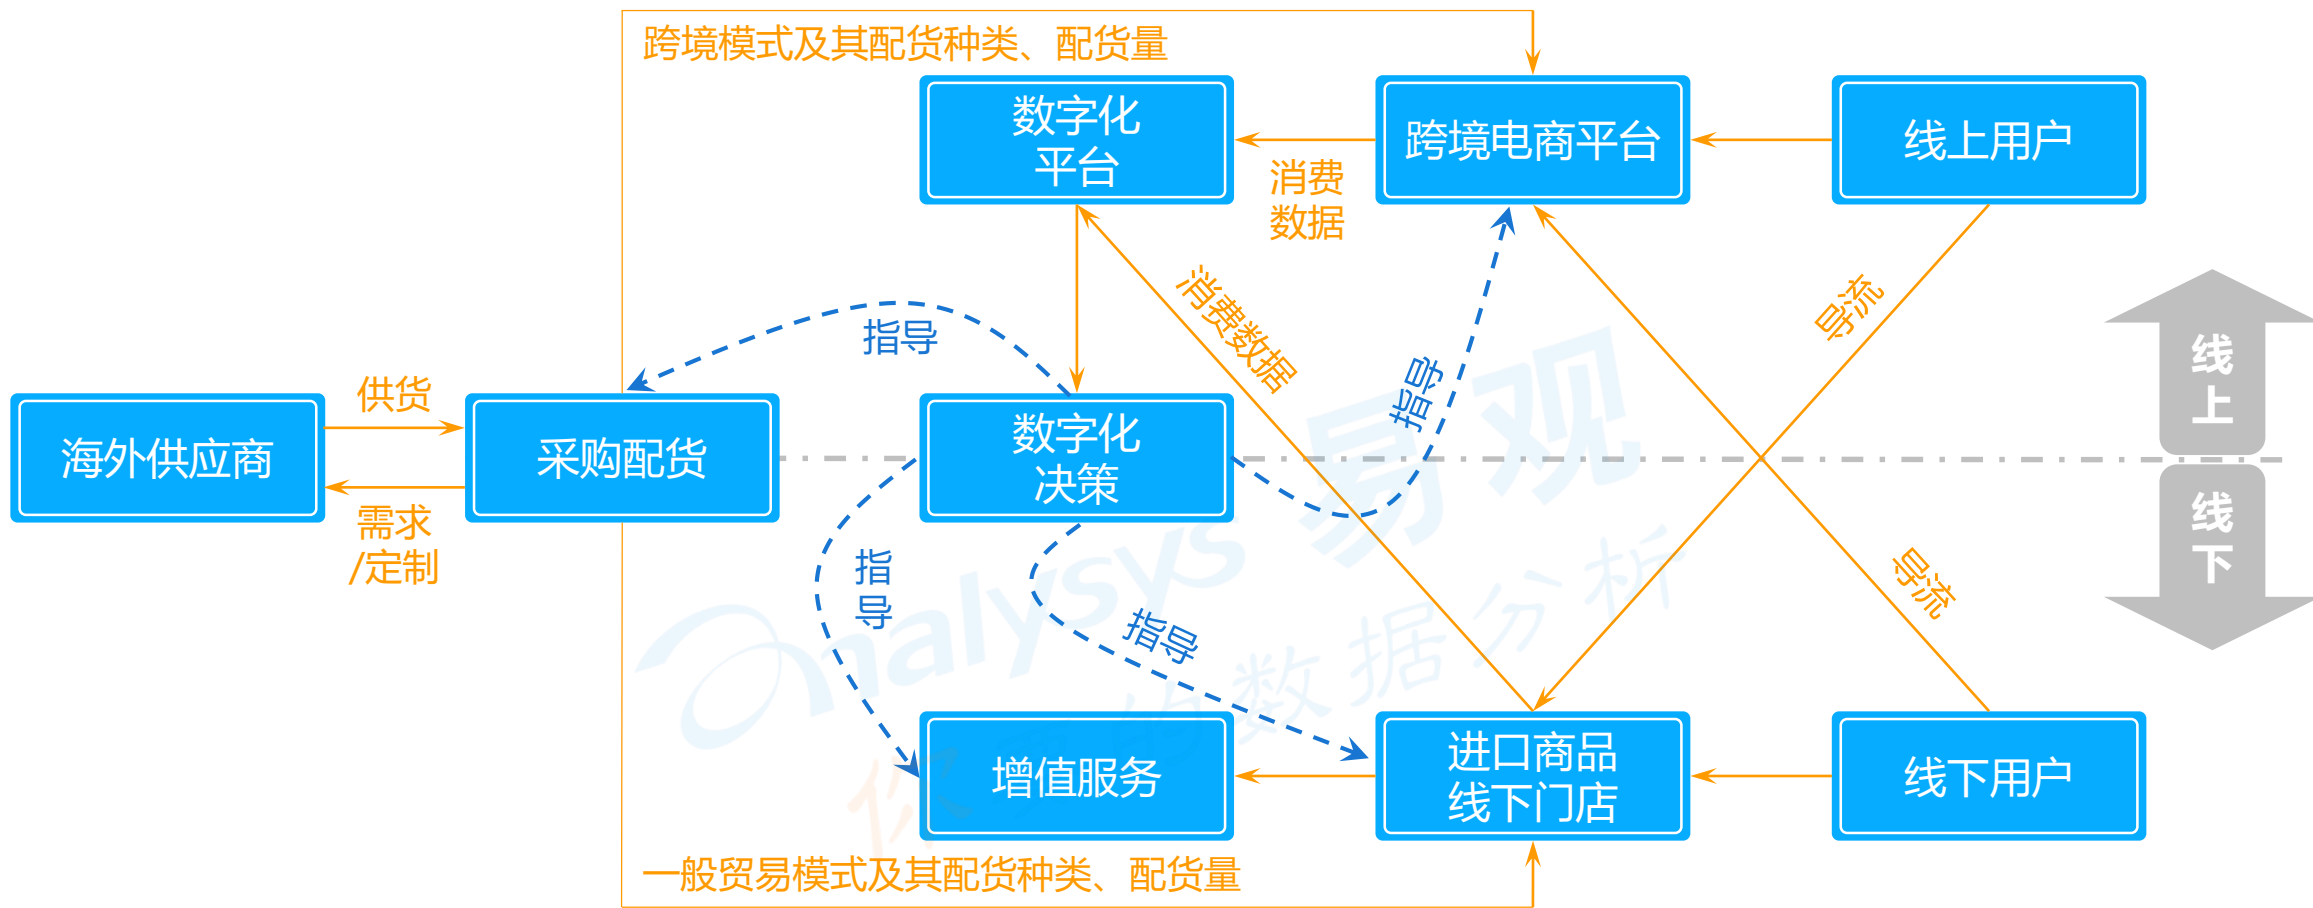 跨境模式及其配货种类、配货量
数字化
平台
跨境电商平台
线上用户
消费
数据
消费数据
导流
指导
指导
线
上
供货
海外供应商
采购配货
数字化
决策
需求
/定制
线
下
指
导
指导
导流
analysys 易观
你要的数据分析
增值服务
进口商品
线下门店
线下用户
一般贸易模式及其配货种类、配货量